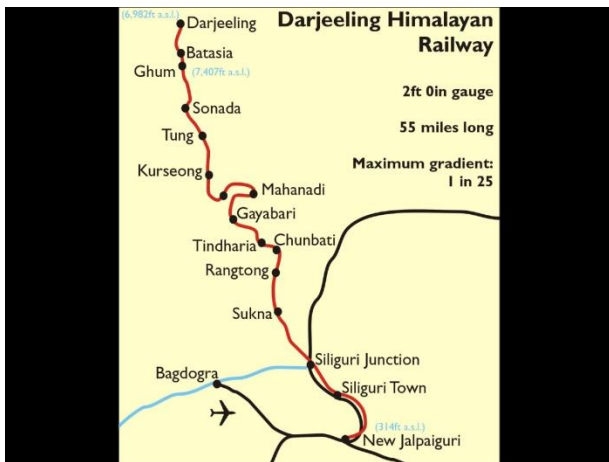 (6,982ft a.s.l.)
Darjeeling
Darjeeling Himalayan
Railway
Batasia
Ghum
(7,407ft a.s.l.)
2ft 0in gauge
Sonada
55 miles long
Tung
Maximum gradient:
1 in 25
Kurseong
Mahanadi
Gayabari
Tindharia
Chunbati
Rangtong
Sukna
Siliguri Junction
Bagdogra
Siliguri Town
(314ft a.s.l.)
New Jalpaiguri